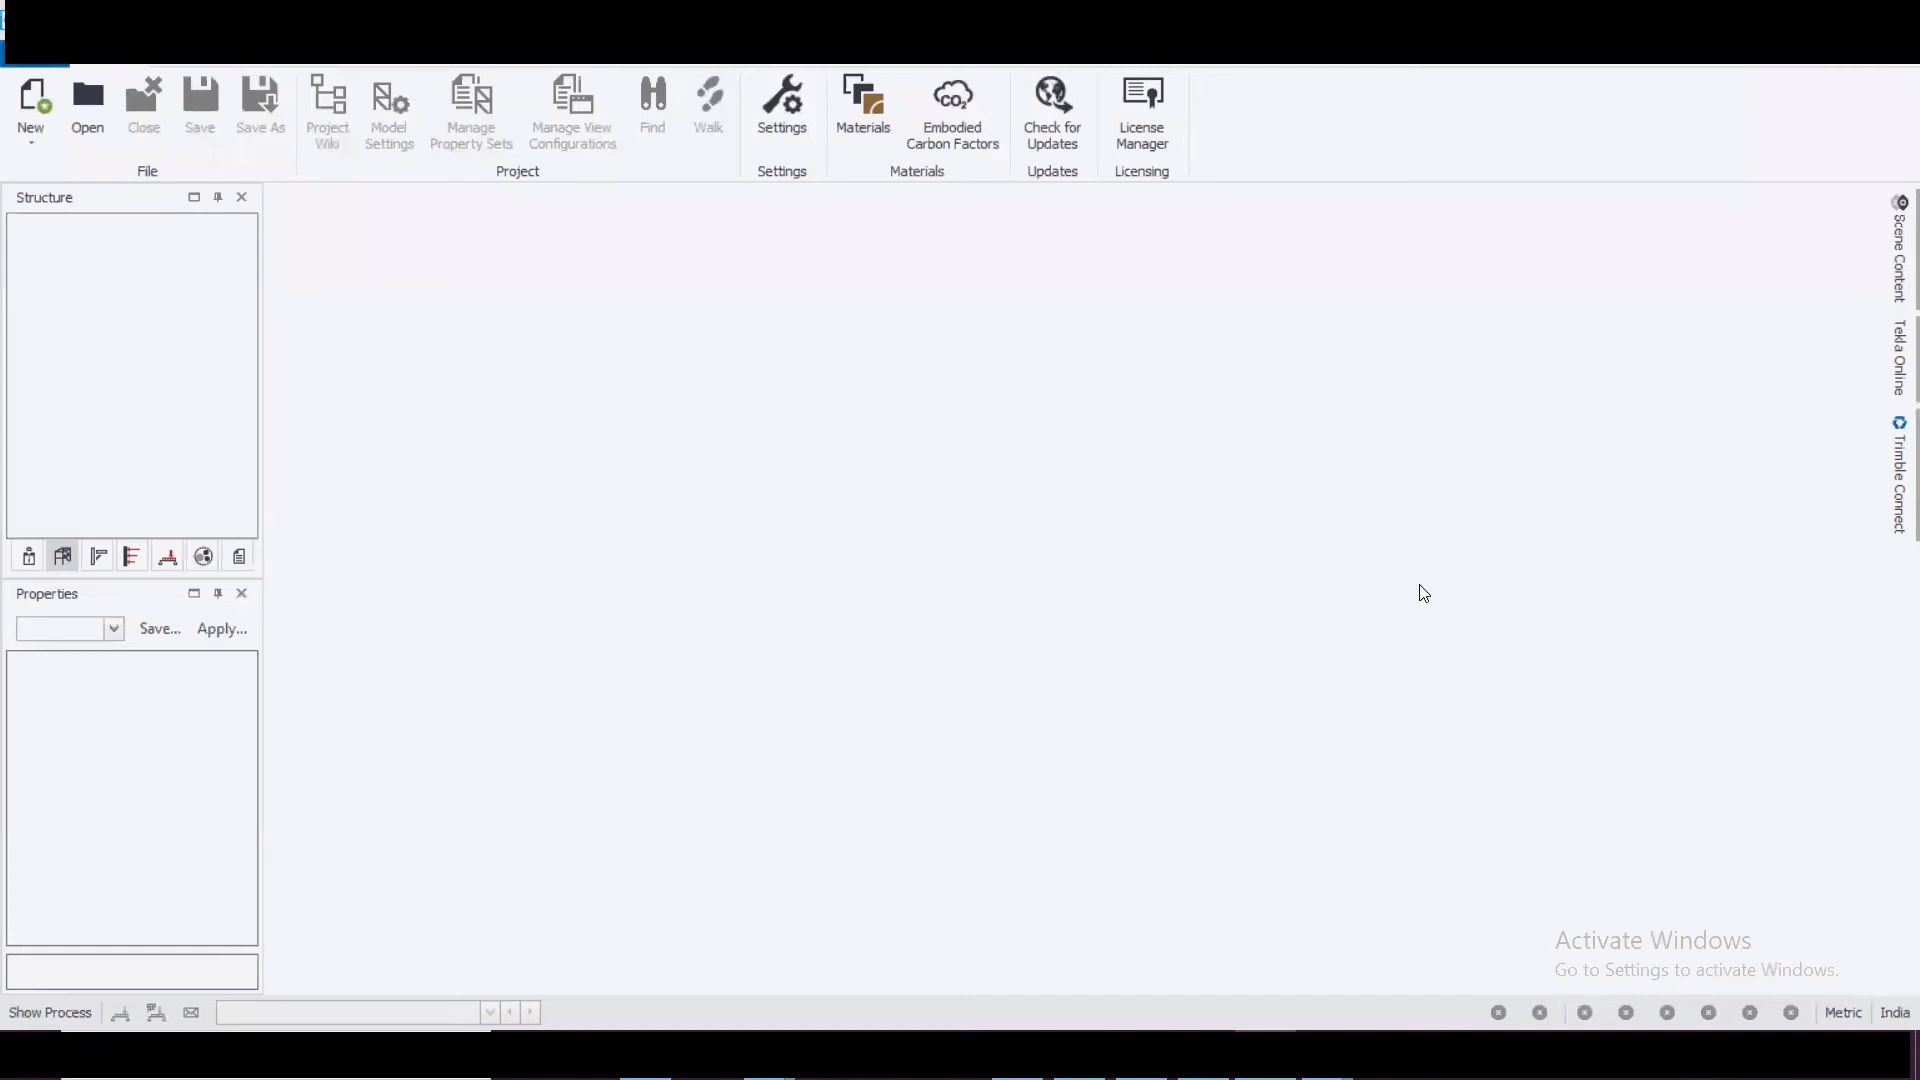 New
Open
Close
Save
Save As
File
Project
Wiki
Model
Settings
Manage
Property Sets
Manage View
Configurations
Find
Walk
Project
Settings
Settings
Materials
Embodied
Carbon Factors
Materials
Check for
Updates
Updates
License
Manager
Licensing
Structure
Scene Content
Tekla Online
Trimble Connect
Properties
Save...
Apply...
Activate Windows
Go to Settings to activate Windows.
Show Process
Metric
India